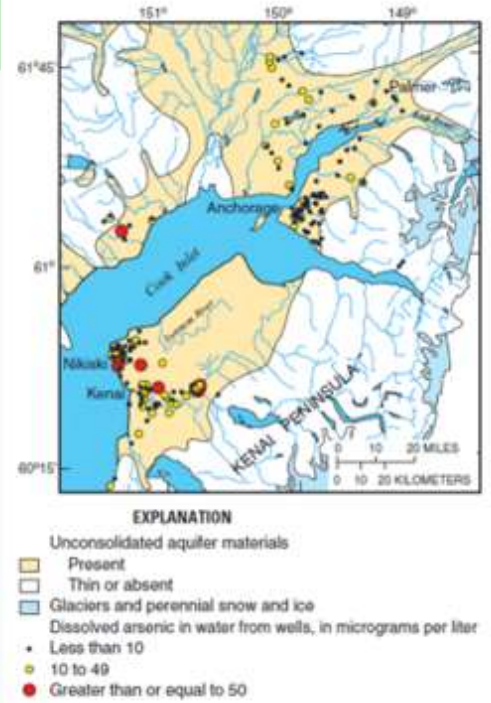 151° 150° 149°
61°45'
Palmer
Anchorage
Cook Inlet
61°
Nikiski
Kenai
KENAI PENINSULA
60°15'
0 10 20 MILES
0 10 20 KILOMETERS
EXPLANATION
Unconsolidated aquifer materials
Present
Thin or absent
Glaciers and perennial snow and ice
Dissolved arsenic in water from wells, in micrograms per liter
Less than 10
10 to 49
Greater than or equal to 50